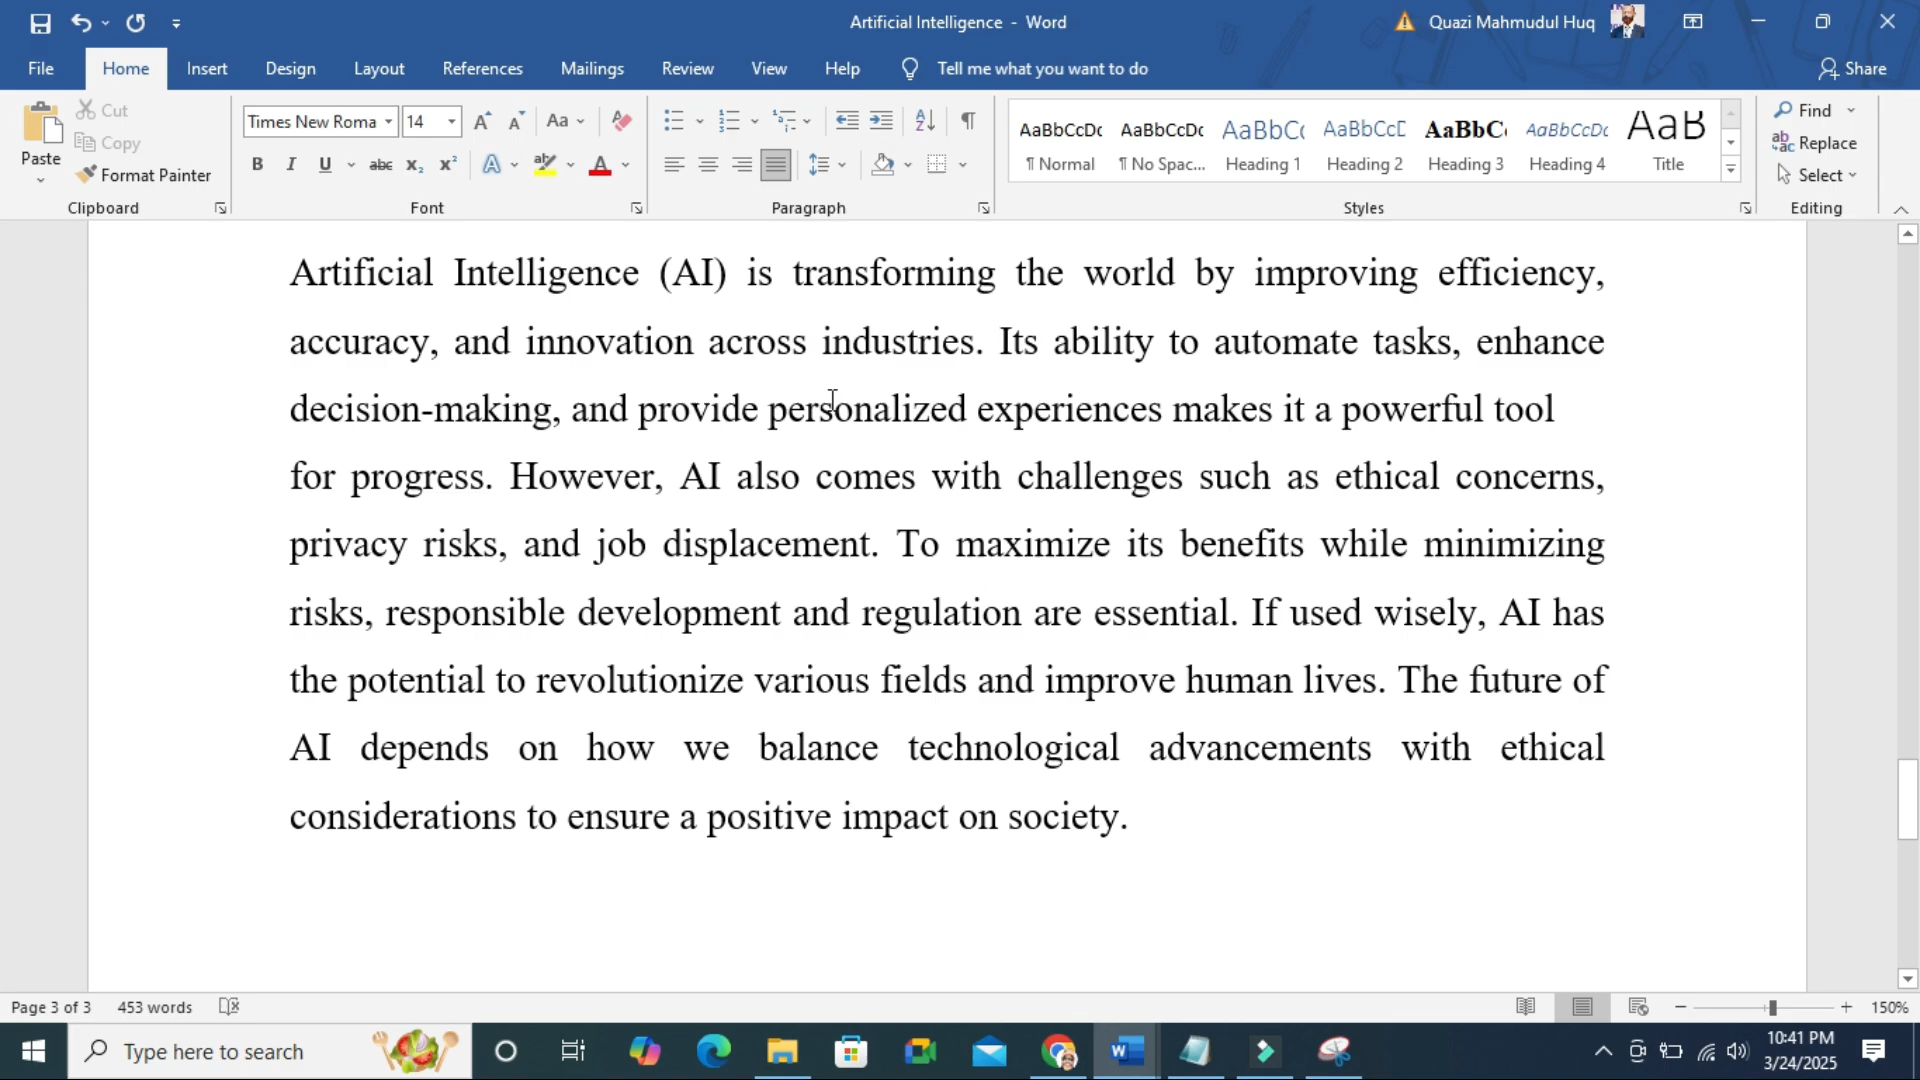 Artificial Intelligence - Word
Quazi Mahmudul Huq
File Home Insert Design Layout References Mailings Review View Help Tell me what you want to do Share
Paste Cut Copy Format Painter
Clipboard
Times New Roma 14
Font
Paragraph
AaBbCcDc AaBbCcDc AaBbC AaBbCcD AaBbC AaBbCcDc AaB
¶ Normal ¶ No Spac... Heading 1 Heading 2 Heading 3 Heading 4 Title
Styles
Find
Replace
Select
Editing
Artificial Intelligence (AI) is transforming the world by improving efficiency,
accuracy, and innovation across industries. Its ability to automate tasks, enhance
decision-making, and provide personalized experiences makes it a powerful tool
for progress. However, AI also comes with challenges such as ethical concerns,
privacy risks, and job displacement. To maximize its benefits while minimizing
risks, responsible development and regulation are essential. If used wisely, AI has
the potential to revolutionize various fields and improve human lives. The future of
AI depends on how we balance technological advancements with ethical
considerations to ensure a positive impact on society.
Page 3 of 3 453 words 150%
Type here to search
10:41 PM
3/24/2025